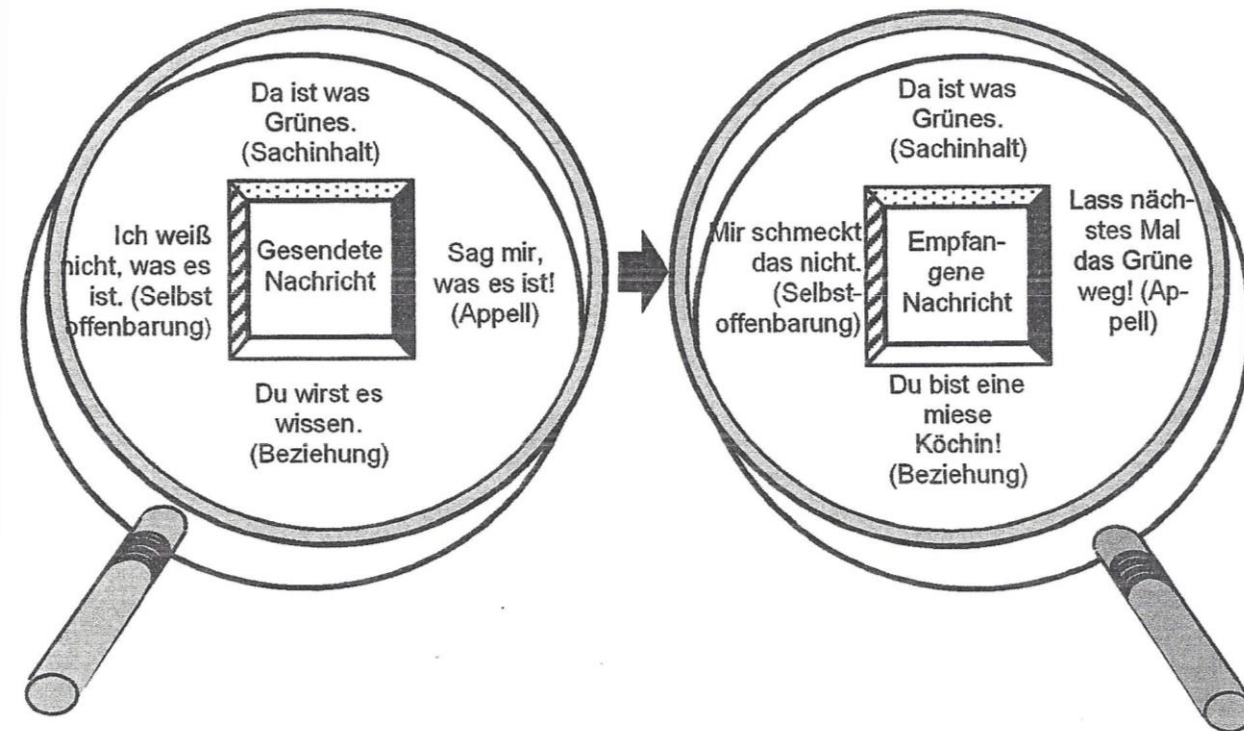 Da ist was
Grünes.
(Sachinhalt)
Ich weiß
nicht, was es
ist. (Selbst
offenbarung)
Gesendete
Nachricht
Sag mir,
was es ist!
(Appell)
Du wirst es
wissen.
(Beziehung)
Da ist was
Grünes.
(Sachinhalt)
Mir schmeckt
das nicht.
(Selbst-
offenbarung)
Empfan-
gene
Nachricht
Lass näch-
stes Mal
das Grüne
weg! (Ap-
pell)
Du bist eine
miese
Köchin!
(Beziehung)